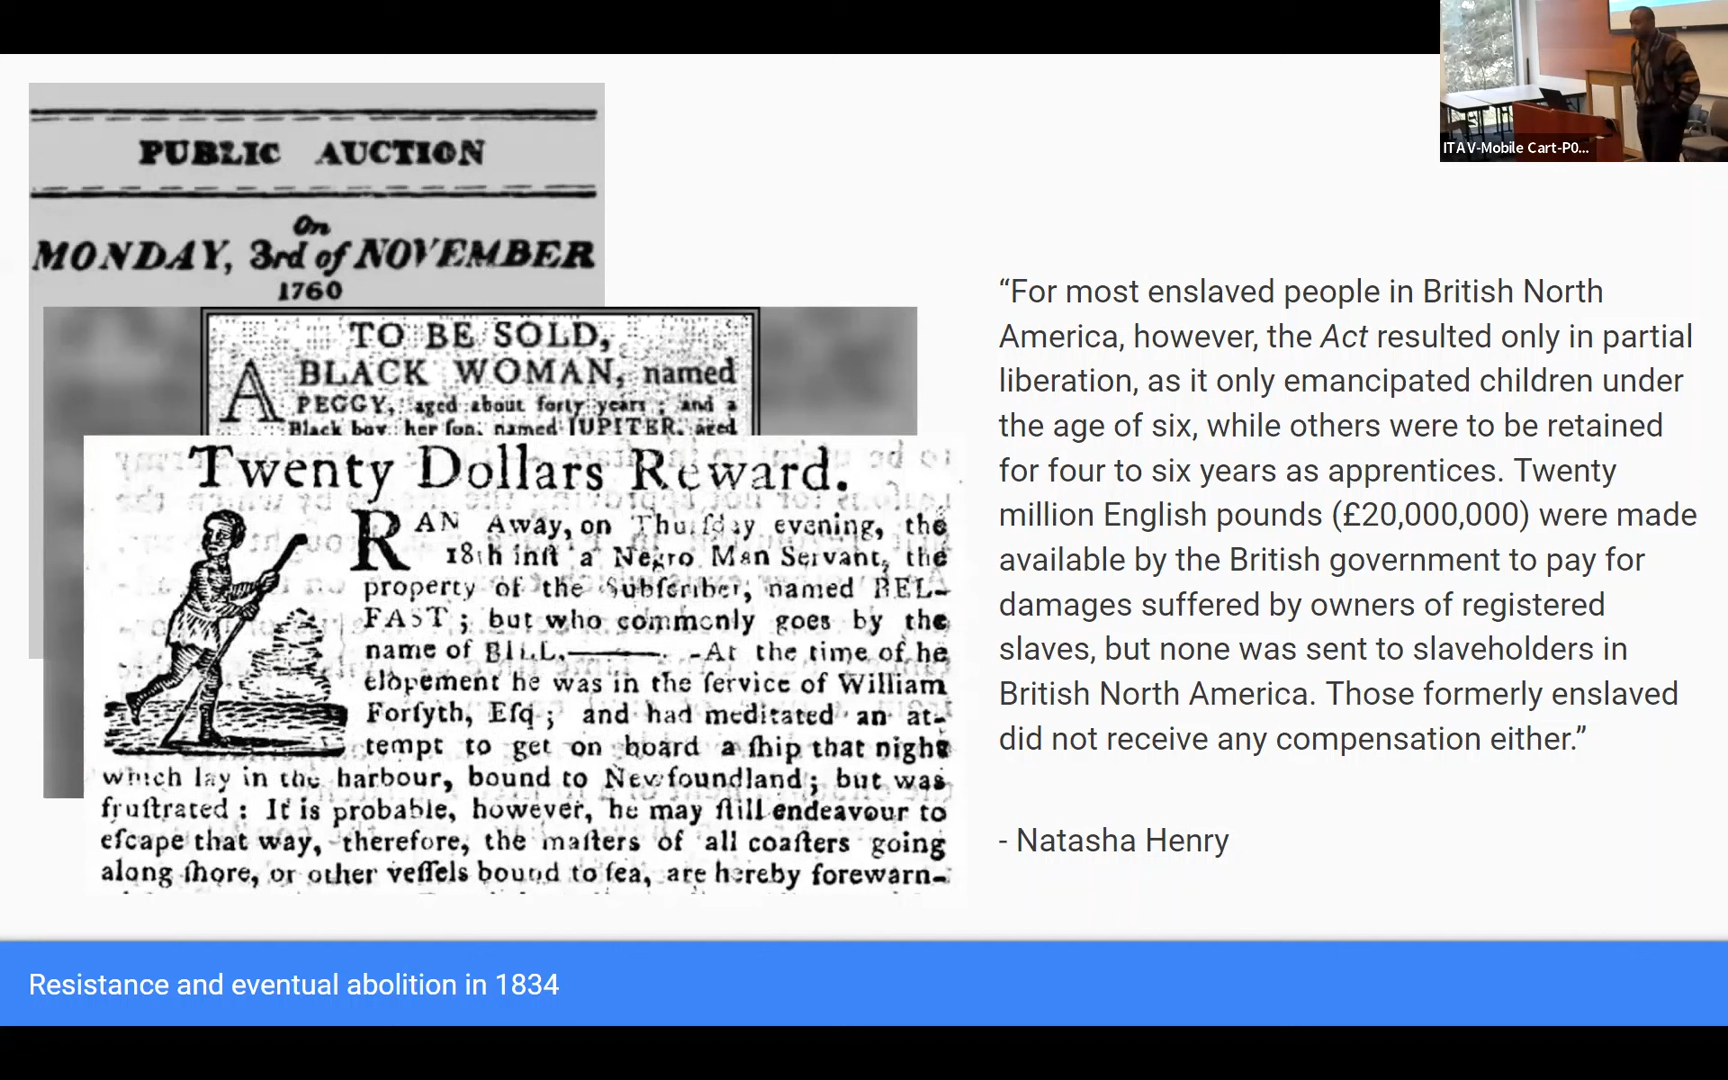 PUBLIC AUCTION
On
MONDAY, 3rd of NOVEMBER
1760
TO BE SOLD,
A BLACK WOMAN, named
PEGGY, aged about forty years ; and a
Black boy her ſon, named JUPITER, aged
Twenty Dollars Reward.
RAN Away, on Thurſday evening, the
18th inſt a Negro Man Servant, the
property of the Subſcriber, named BEL-
FAST ; but who commonly goes by the
name of BILL.——— -At the time of he
elopement he was in the ſervice of William
Forſyth, Eſq ; and had meditated an at-
tempt to get on board a ſhip that night
which lay in the harbour, bound to Newfoundland ; but was
fruſtrated : It is probable, however, he may ſtill endeavour to
eſcape that way, therefore, the maſters of all coaſters going
along ſhore, or other veſſels bound to ſea, are hereby forewarn-
“For most enslaved people in British North
America, however, the Act resulted only in partial
liberation, as it only emancipated children under
the age of six, while others were to be retained
for four to six years as apprentices. Twenty
million English pounds (£20,000,000) were made
available by the British government to pay for
damages suffered by owners of registered
slaves, but none was sent to slaveholders in
British North America. Those formerly enslaved
did not receive any compensation either.”
- Natasha Henry
Resistance and eventual abolition in 1834
ITAV-Mobile Cart-P0...